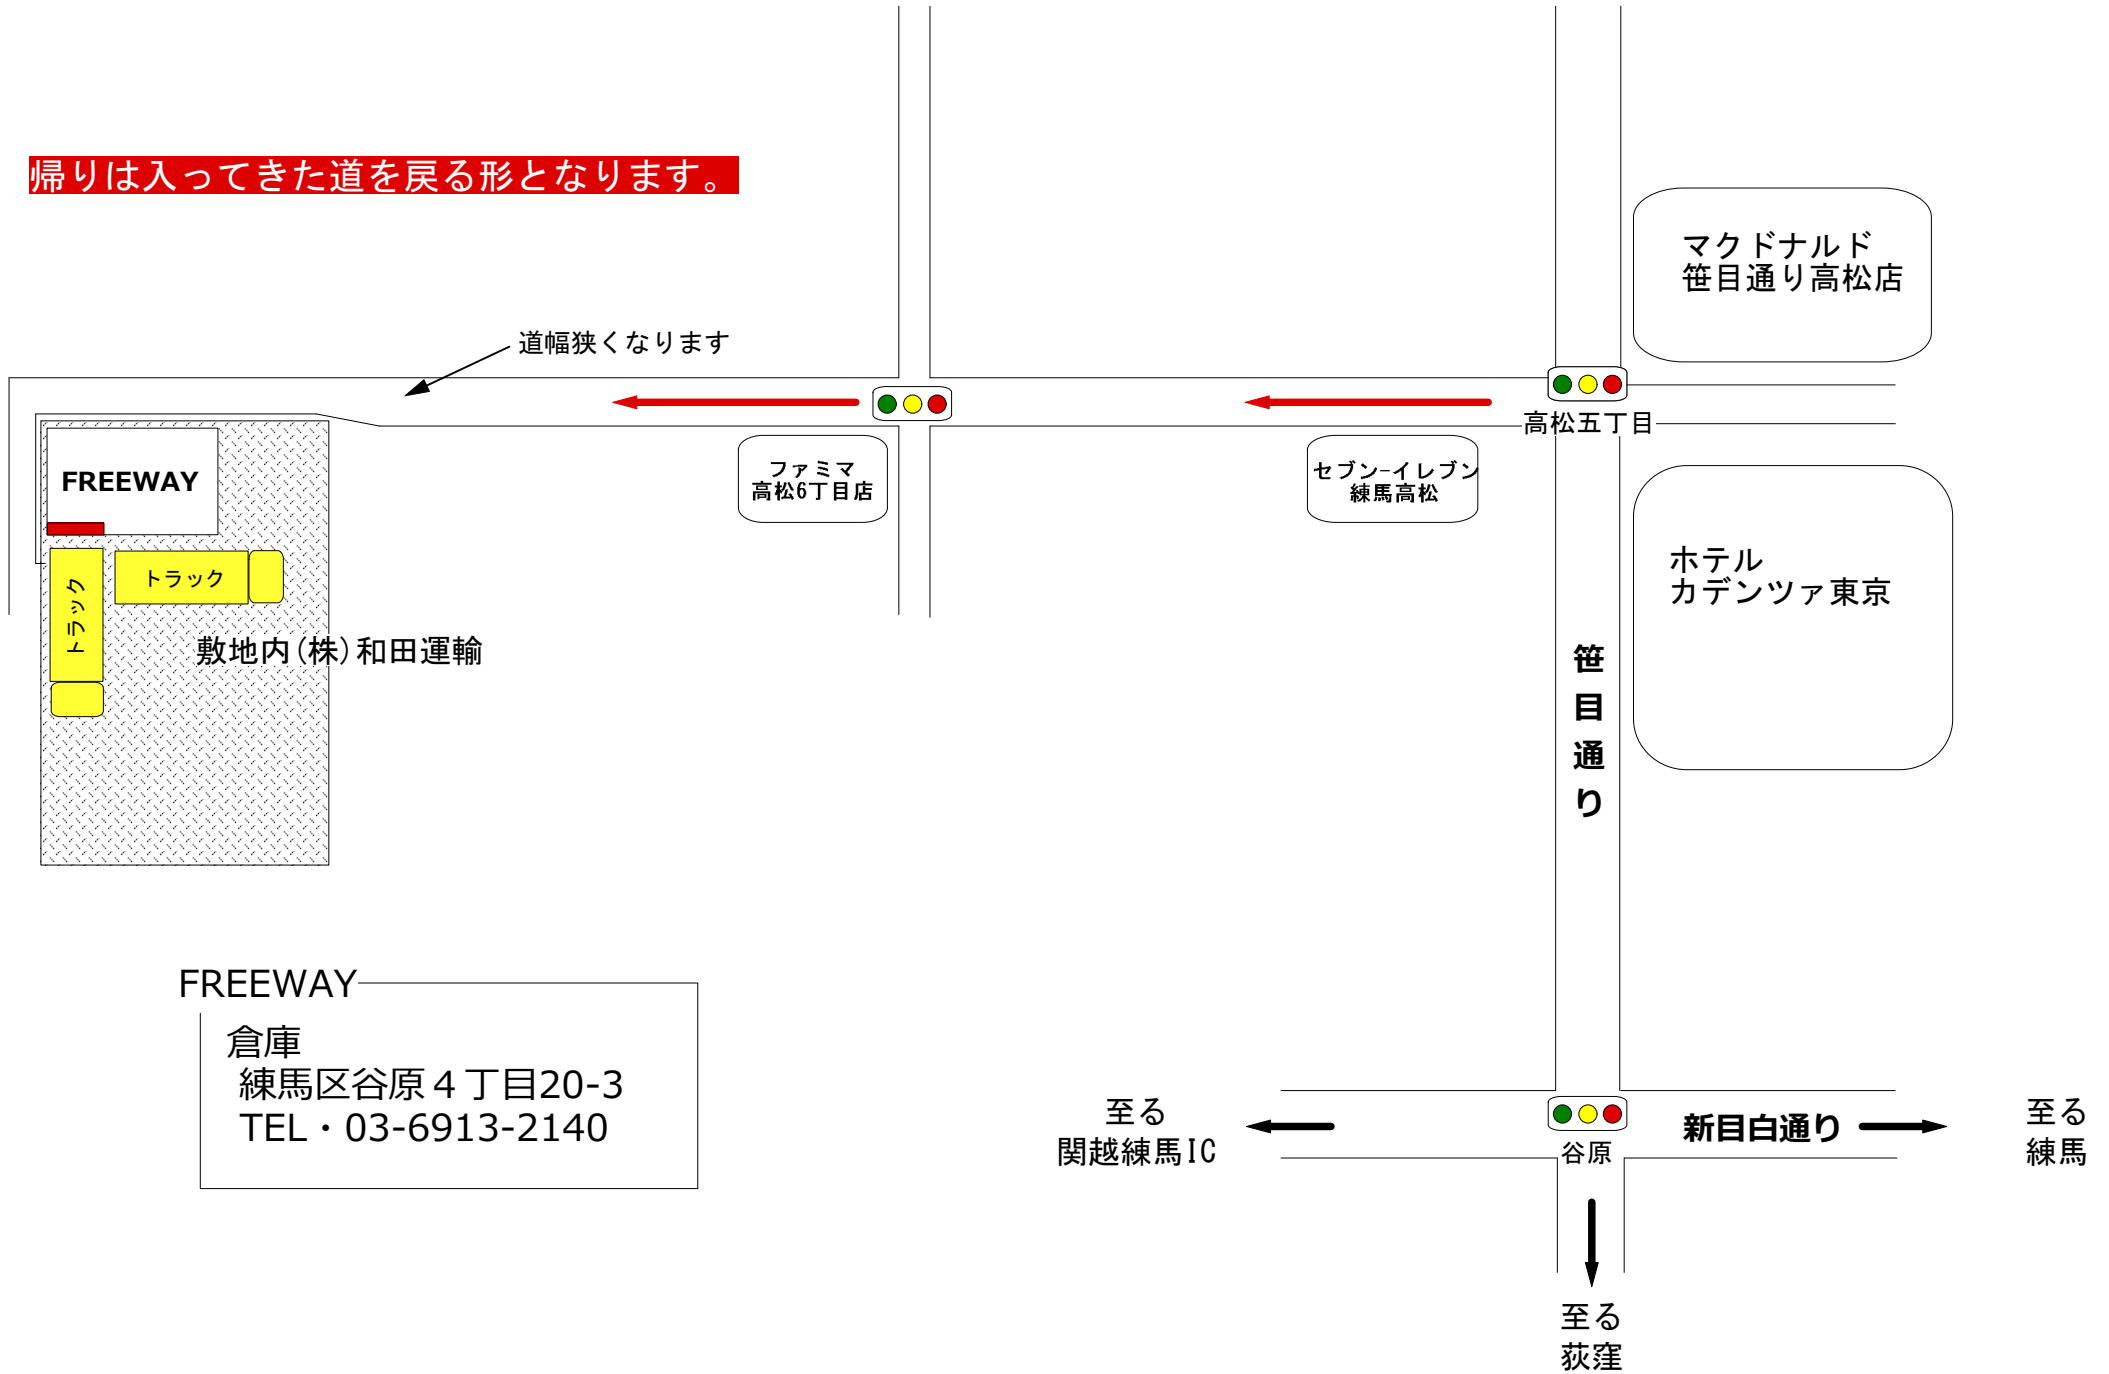 帰りは入ってきた道を戻る形となります。
マクドナルド
笹目通り高松店
道幅狭くなります
高松五丁目
ファミマ
高松6丁目店
セブン-イレブン
練馬高松
FREEWAY
トラック
トラック
敷地内(株)和田運輸
ホテル
カデンツァ東京
笹目通り
FREEWAY
倉庫
練馬区谷原4丁目20-3
TEL・03-6913-2140
至る
関越練馬IC
谷原
新目白通り
至る
練馬
至る
荻窪